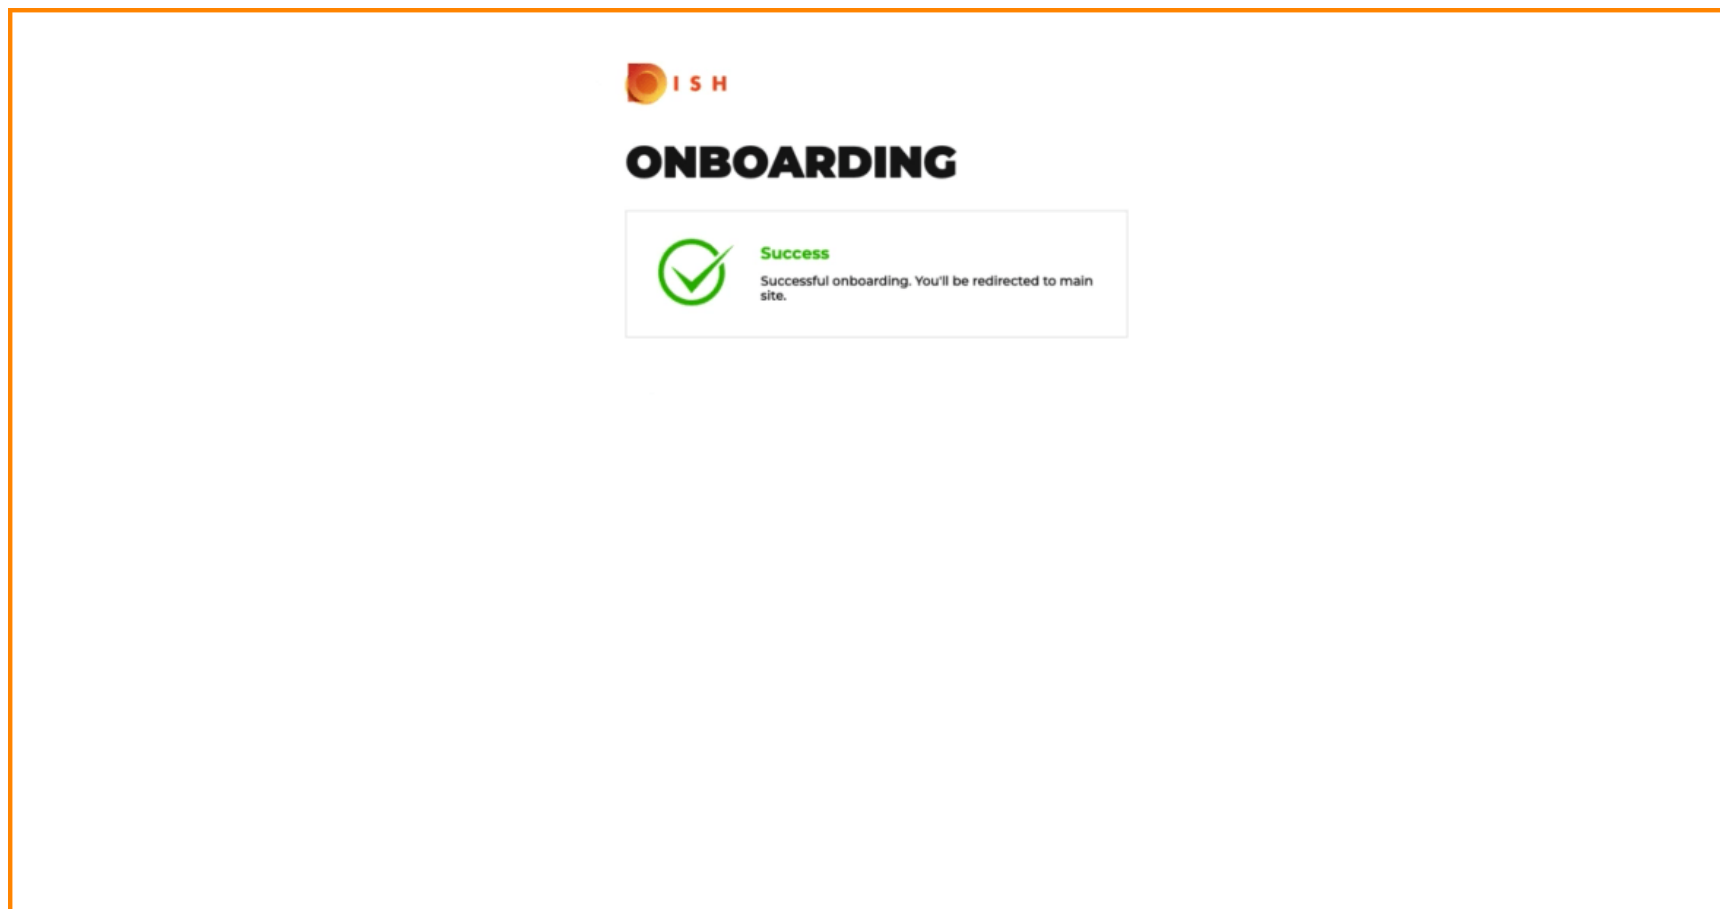 DISH
ONBOARDING
Success
Successful onboarding. You'll be redirected to main
site.